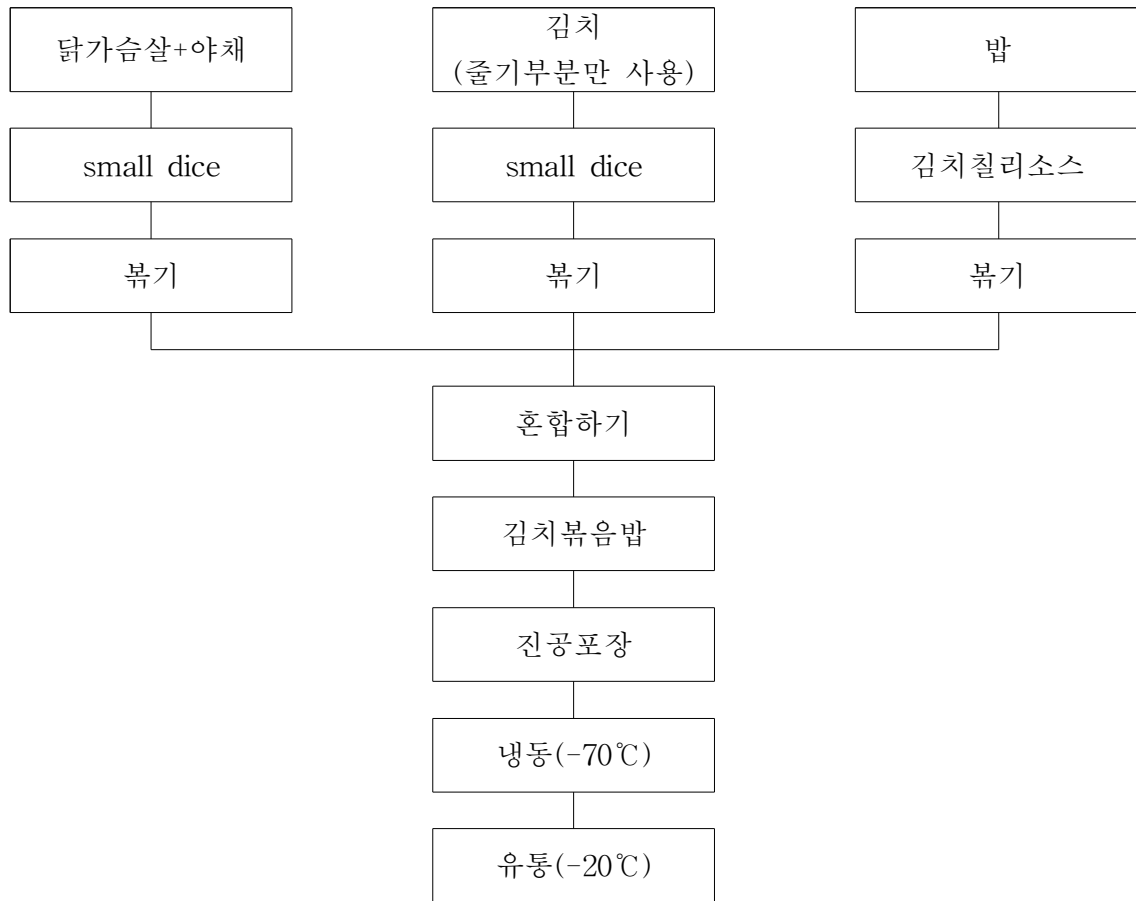 닭가슴살+야채
김치
(줄기부분만 사용)
밥
small dice
small dice
김치칠리소스
볶기
볶기
볶기
혼합하기
김치볶음밥
진공포장
냉동(-70℃)
유통(-20℃)